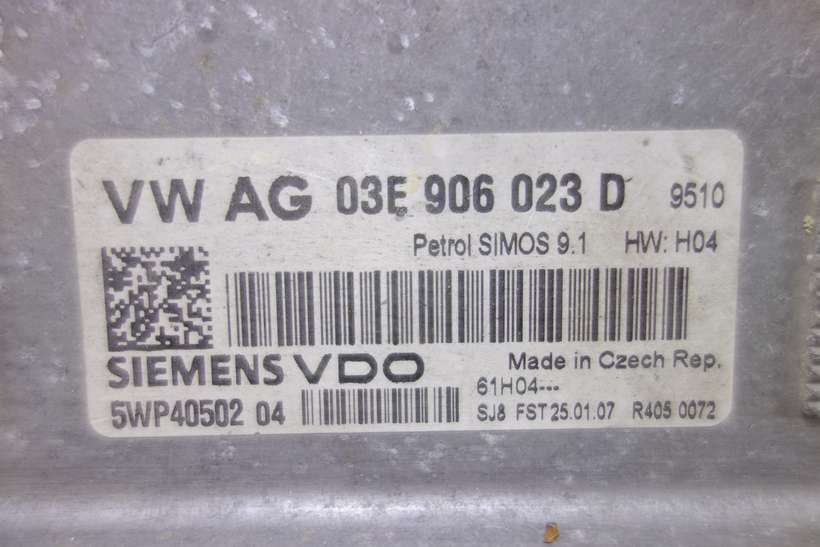 VW AG 03E 906 023 D 9510
Petrol SIMOS 9.1 HW: H04
SIEMENS VDO Made in Czech Rep.
61H04---
5WP40502 04 SJ8 FST 25.01.07 R405 0072